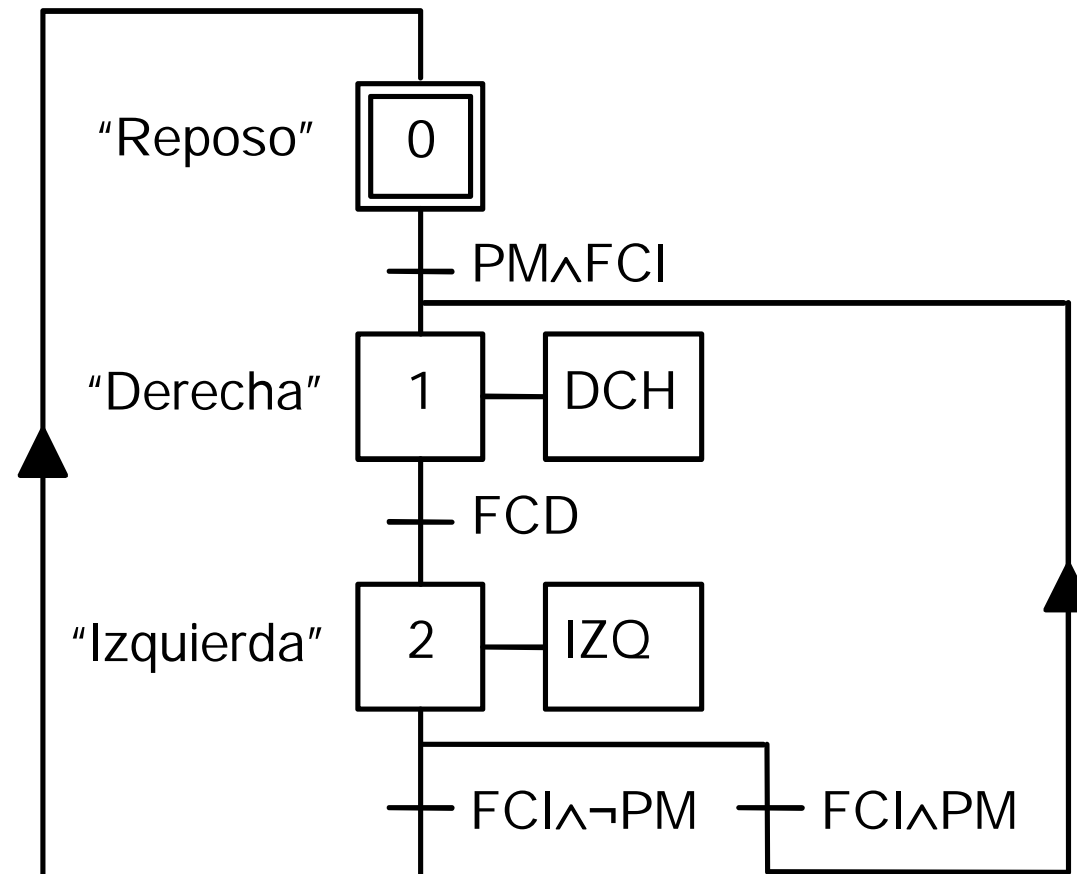 “Reposo” 0
PM∧FCI
“Derecha” 1 DCH
FCD
“Izquierda” 2 IZQ
FCI∧¬PM FCI∧PM